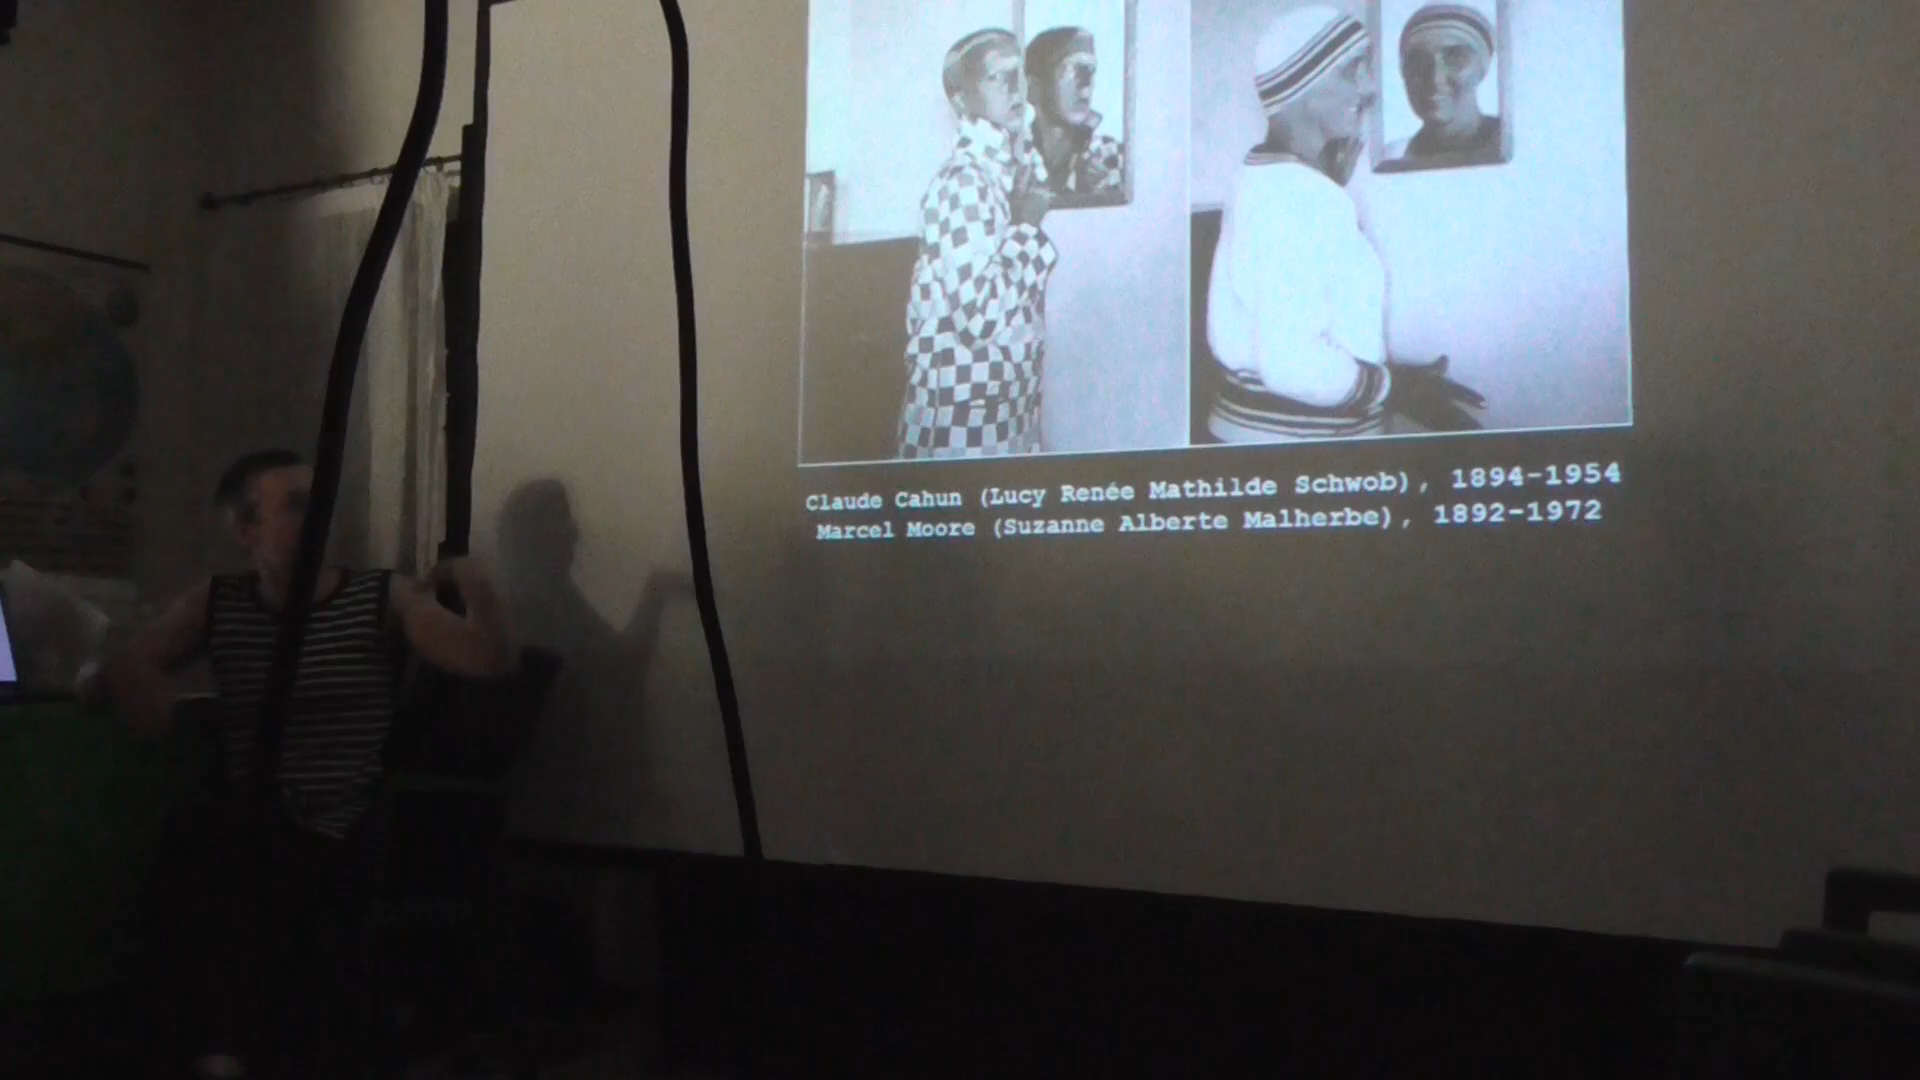 Claude Cahun (Lucy Renée Mathilde Schwob), 1894-1954
Marcel Moore (Suzanne Alberte Malherbe), 1892-1972